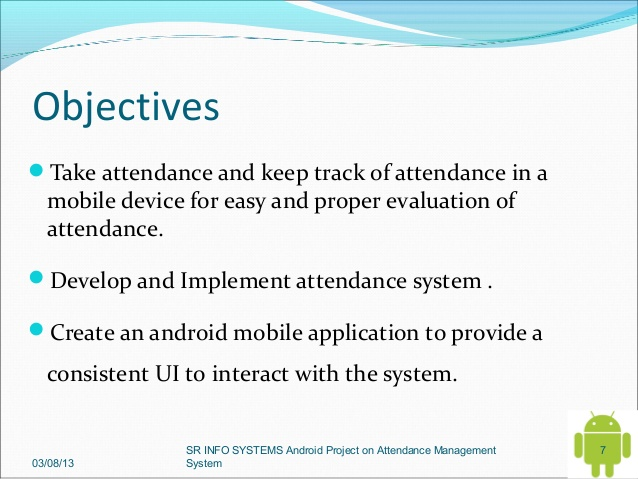 Objectives
Take attendance and keep track of attendance in a
mobile device for easy and proper evaluation of
attendance.
Develop and Implement attendance system .
Create an android mobile application to provide a
consistent UI to interact with the system.
03/08/13
SR INFO SYSTEMS Android Project on Attendance Management
System
7